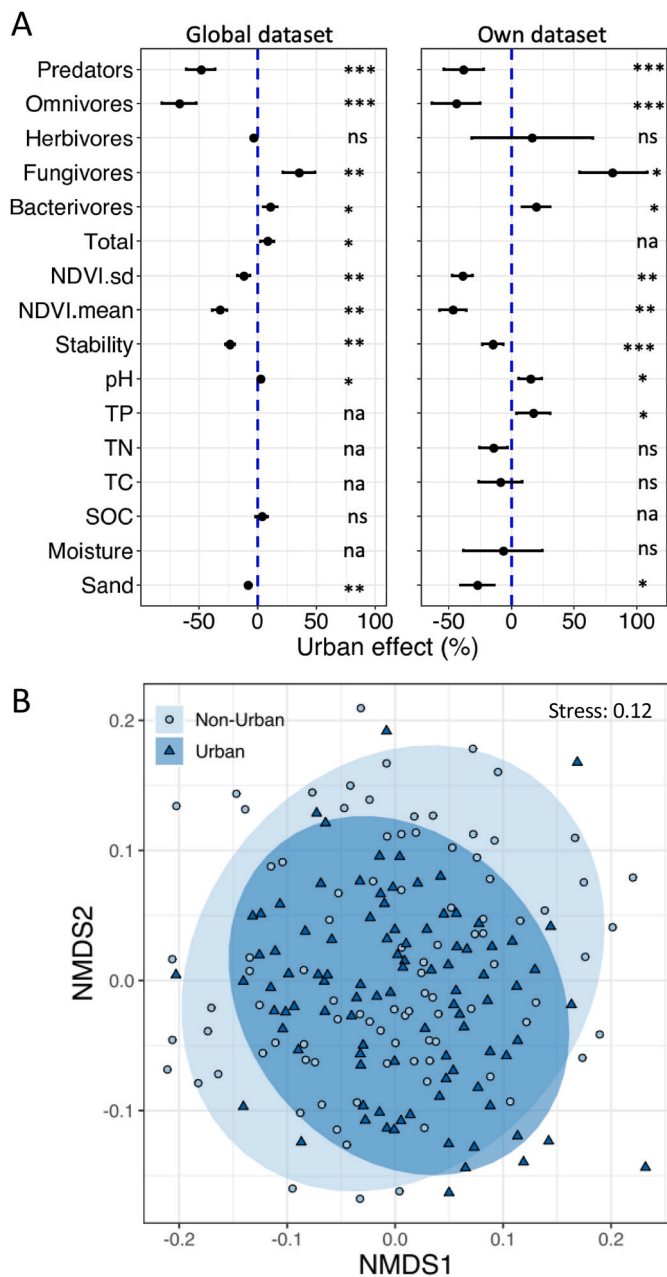 A
Global dataset Own dataset
Predators *** ***
Omnivores *** ***
Herbivores ns ns
Fungivores ** *
Bacterivores * *
Total * na
NDVI.sd ** **
NDVI.mean ** **
Stability ** ***
pH * *
TP na *
TN na ns
TC na ns
SOC ns na
Moisture na ns
Sand ** *
-50 0 50 100 -50 0 50 100
Urban effect (%)
B
Non-Urban
Urban
Stress: 0.12
NMDS2
0.2
0.1
0.0
-0.1
-0.2 -0.1 0.0 0.1 0.2
NMDS1